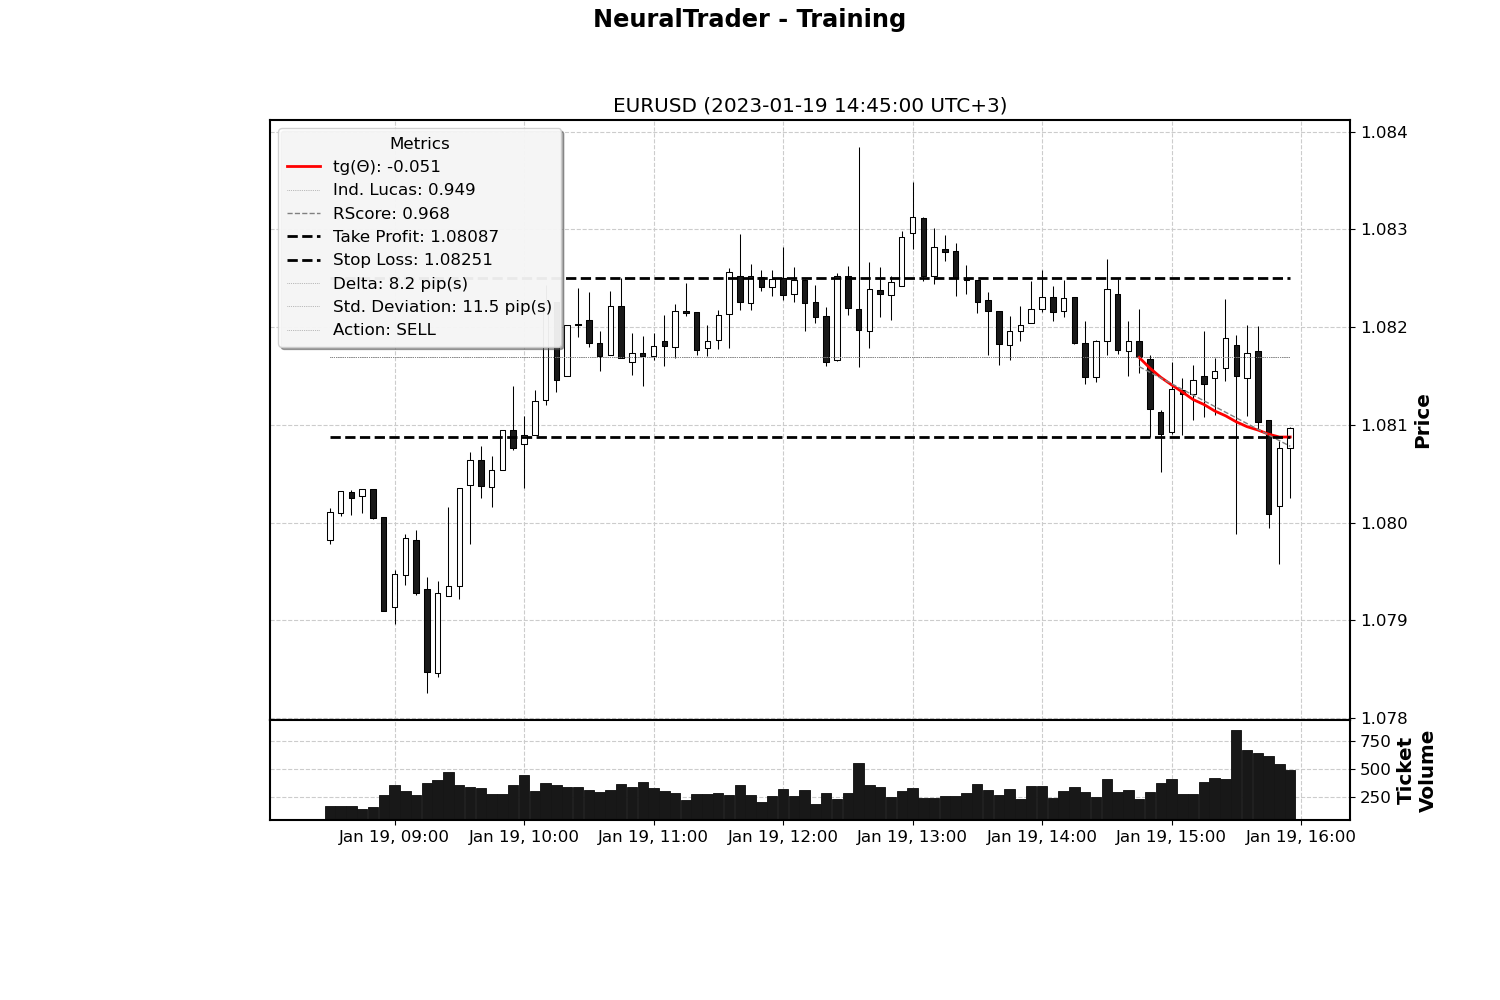 NeuralTrader - Training
EURUSD (2023-01-19 14:45:00 UTC+3)
Metrics
tg(Θ): -0.051
Ind. Lucas: 0.949
RScore: 0.968
Take Profit: 1.08087
Stop Loss: 1.08251
Delta: 8.2 pip(s)
Std. Deviation: 11.5 pip(s)
Action: SELL
1.084
1.083
1.082
1.081
1.080
1.079
1.078
Price
750
500
250
Ticket
Volume
Jan 19, 09:00 Jan 19, 10:00 Jan 19, 11:00 Jan 19, 12:00 Jan 19, 13:00 Jan 19, 14:00 Jan 19, 15:00 Jan 19, 16:00